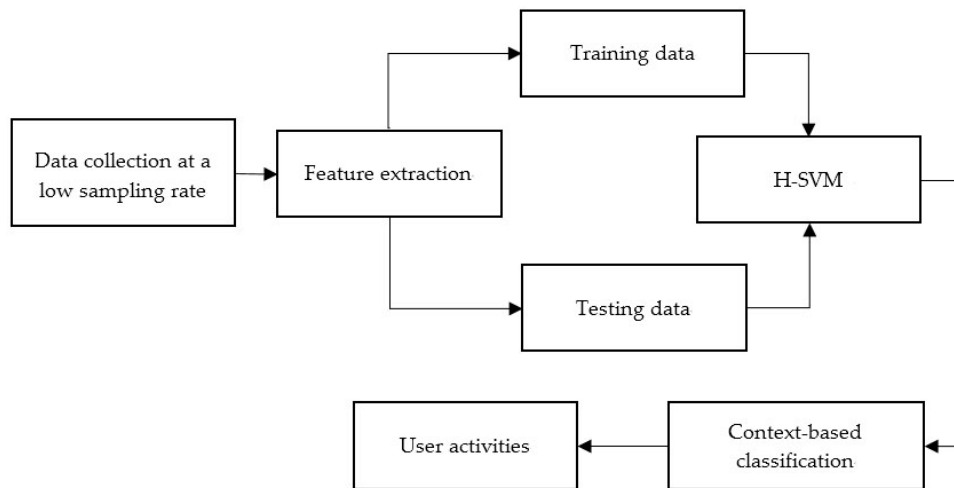 Training data
Data collection at a
low sampling rate
Feature extraction
H-SVM
Testing data
User activities
Context-based
classification